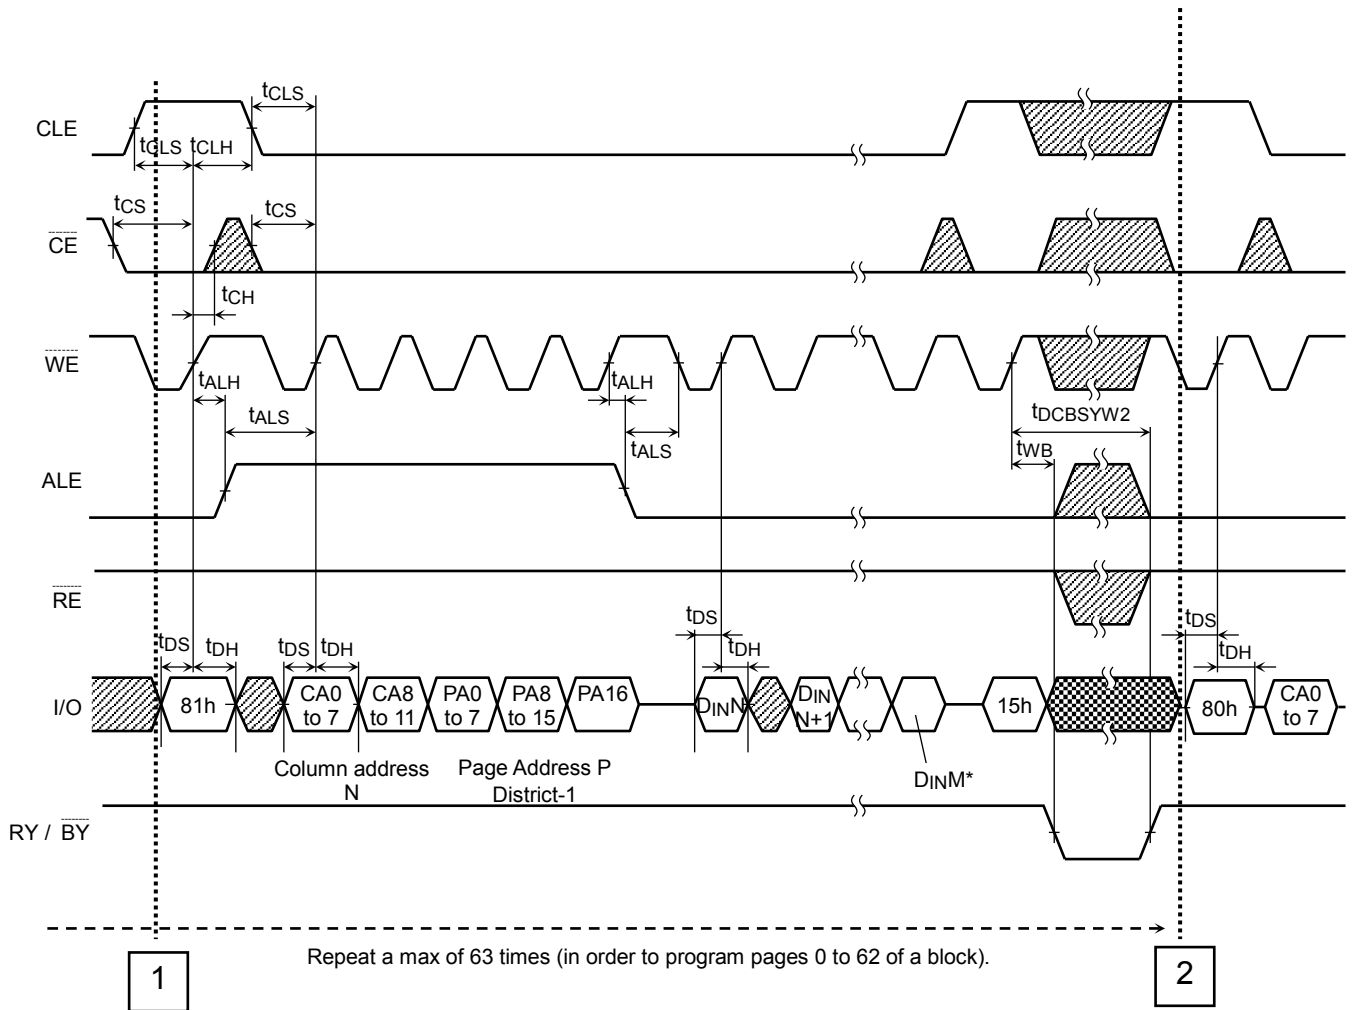 tCLS
CLE
tCLS tCLH
tCS tCS
CE
tCH
WE
tALH tALH
tALS tALS
tDCBSYW2
tWB
ALE
RE
tDS tDH tDS tDH tDS tDH tDS tDH
I/O
81h
CA0 to 7
CA8 to 11
PA0 to 7
PA8 to 15
PA16
DINN
DIN N+1
15h
80h
CA0 to 7
Column address
N
Page Address P
District-1
DINM*
RY / BY
Repeat a max of 63 times (in order to program pages 0 to 62 of a block).
1
2